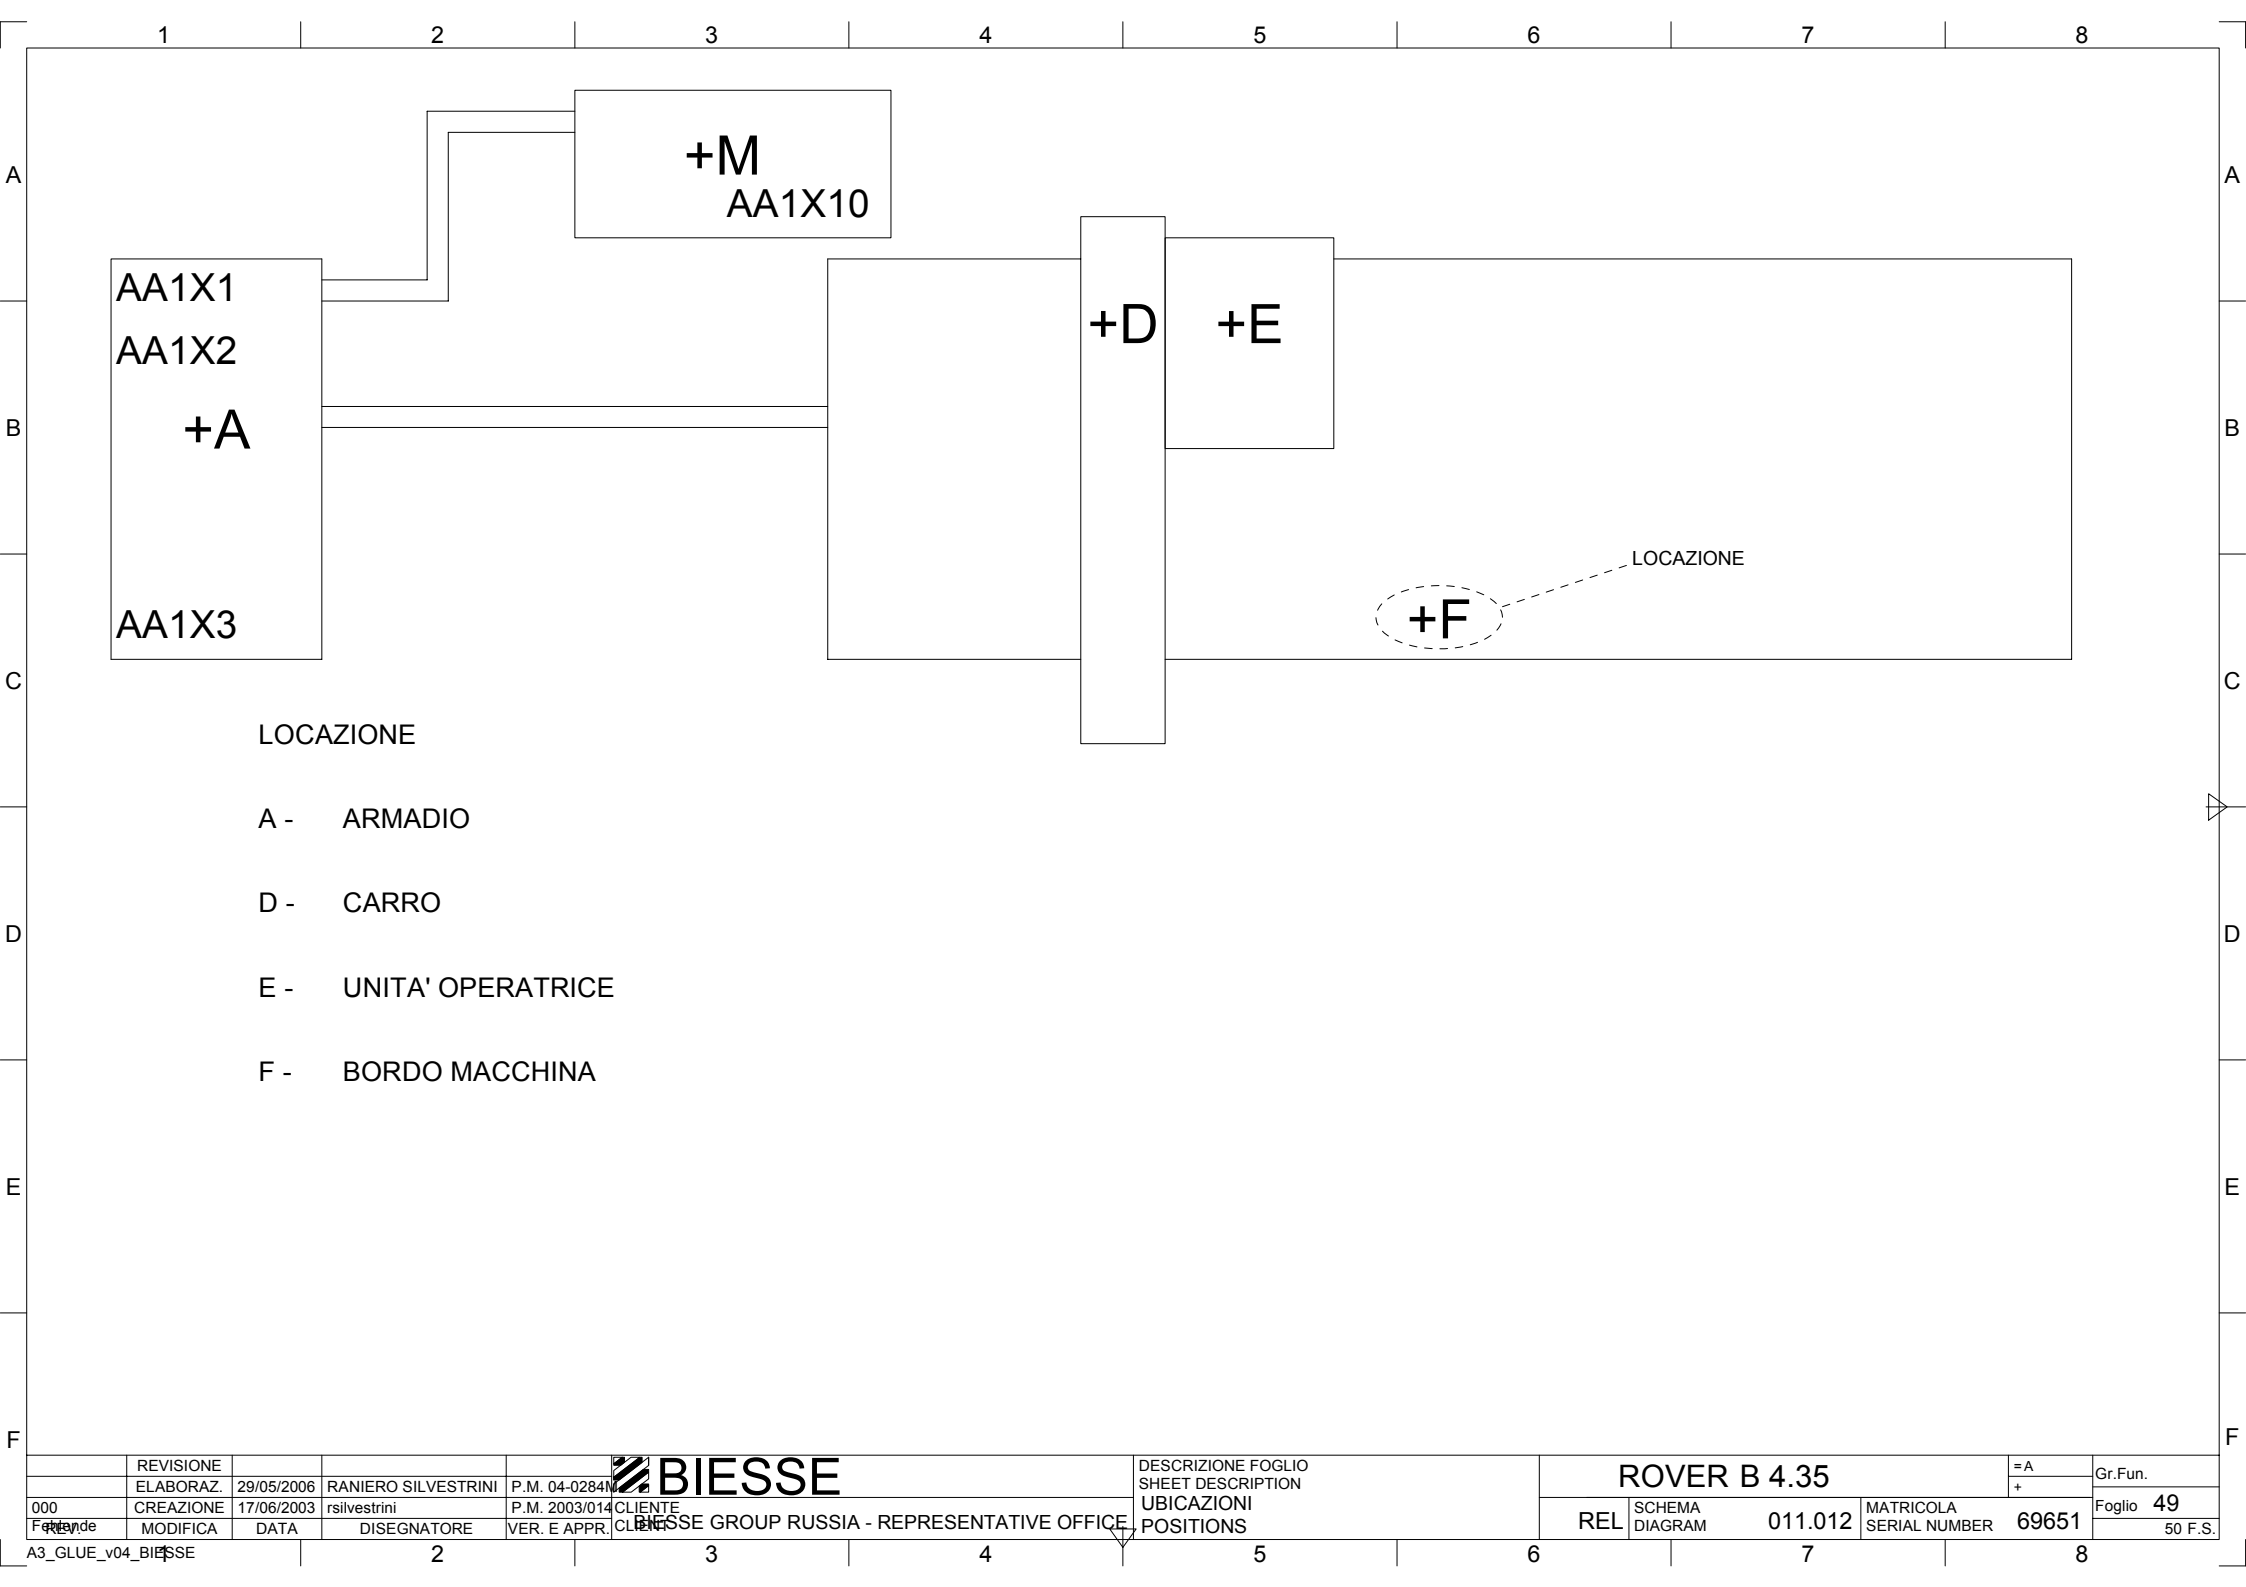 1 2 3 4 5 6 7 8
+M
AA1X10
A A
AA1X1
AA1X2
+A
+D +E
B B
LOCAZIONE
+F
AA1X3
C C
LOCAZIONE
A - ARMADIO
D - CARRO
D D
E - UNITA' OPERATRICE
F - BORDO MACCHINA
E E
F F
REVISIONE
ELABORAZ. 29/05/2006 RANIERO SILVESTRINI P.M. 04-0284M
000 CREAZIONE 17/06/2003 rsilvestrini P.M. 2003/014
REV. MODIFICA DATA DISEGNATORE VER. E APPR.
BIESSE
CLIENTE
CLIENT
BIESSE GROUP RUSSIA - REPRESENTATIVE OFFICE
DESCRIZIONE FOGLIO
SHEET DESCRIPTION
UBICAZIONI
POSITIONS
ROVER B 4.35
REL SCHEMA
DIAGRAM
011.012
MATRICOLA
SERIAL NUMBER
69651
= A
+
Gr.Fun.
Foglio 49
50 F.S.
A3_GLUE_v04_BIESSE
1 2 3 4 5 6 7 8